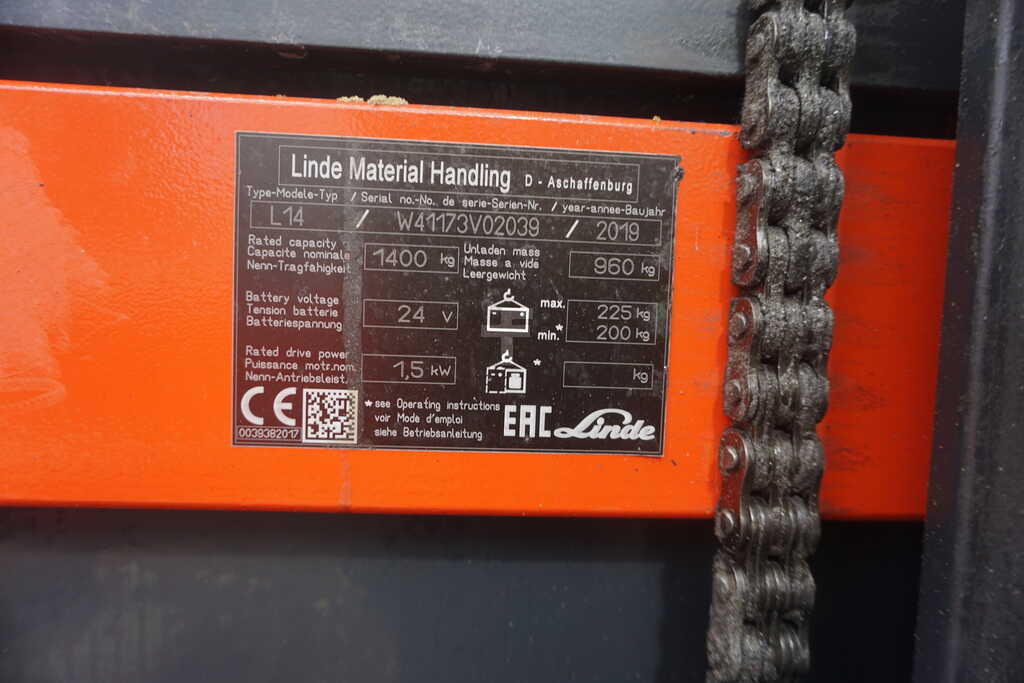 Linde Material Handling D - Aschaffenburg
Type-Modele-Typ / Serial no.-No. de serie-Serien-Nr. / year-annee-Baujahr
L14 / W41173V02039 / 2019
Rated capacity
Capacite nominale
Nenn-Tragfähigkeit
1400 kg
Unladen mass
Masse a vide
Leergewicht
960 kg
Battery voltage
Tension batterie
Batteriespannung
24 V
max. 225 kg
min.* 200 kg
Rated drive power
Puissance motr.nom.
Nenn-Antriebsleist.
1,5 kW
*
kg
CE
0039382017
*see Operating instructions
voir Mode d'emploi
siehe Betriebsanleitung
EAC
Linde